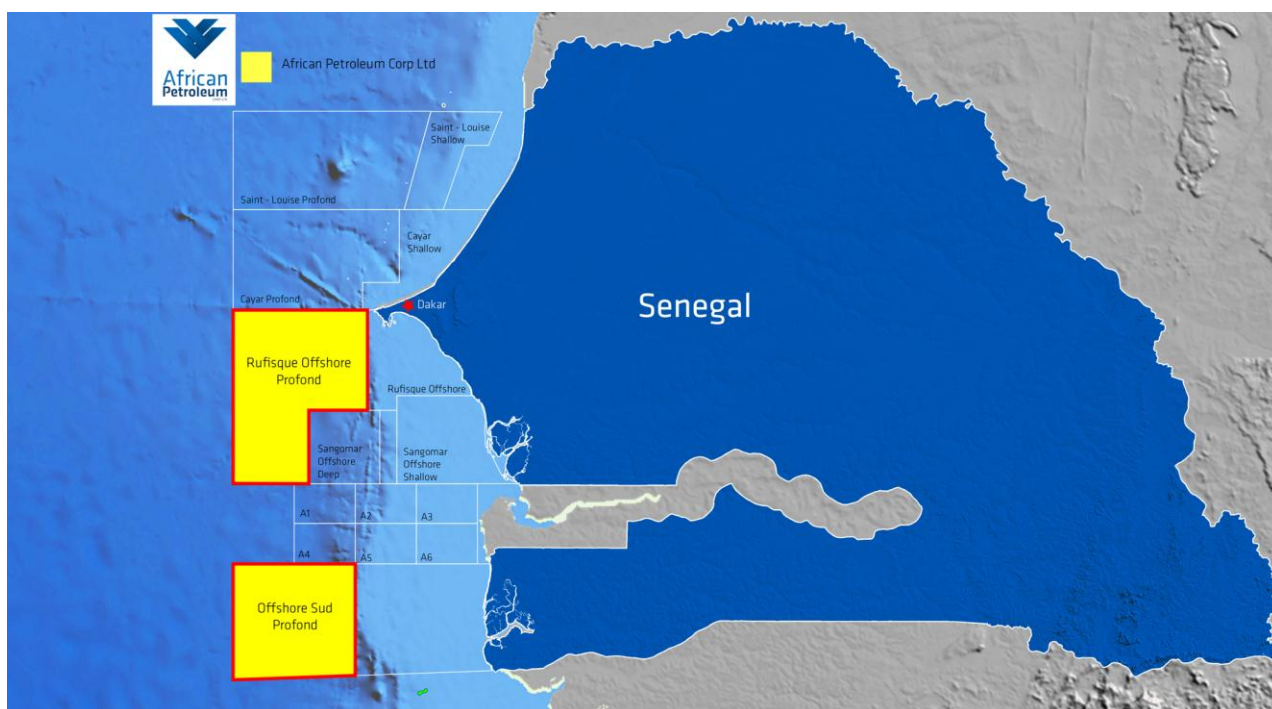 African
Petroleum
African Petroleum Corp Ltd
Saint - Louise
Shallow
Saint - Louise Profond
Cayar
Shallow
Cayar Profond
Dakar
Senegal
Rufisque Offshore
Profond
Rufisque Offshore
Sangomar
Offshore
Deep
Sangomar
Offshore
Shallow
A1
A2
A3
A4
A5
A6
Offshore Sud
Profond